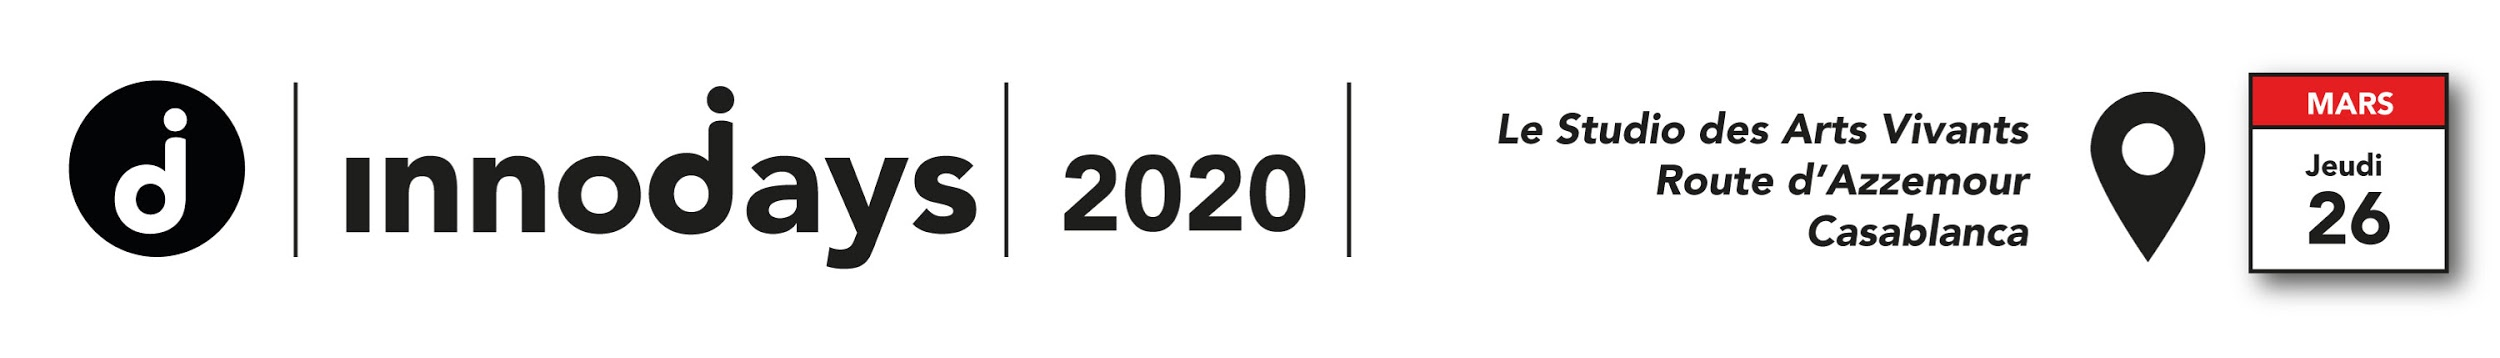 innodays
2020
Le Studio des Arts Vivants
Route d'Azzemour
Casablanca
MARS
Jeudi
26